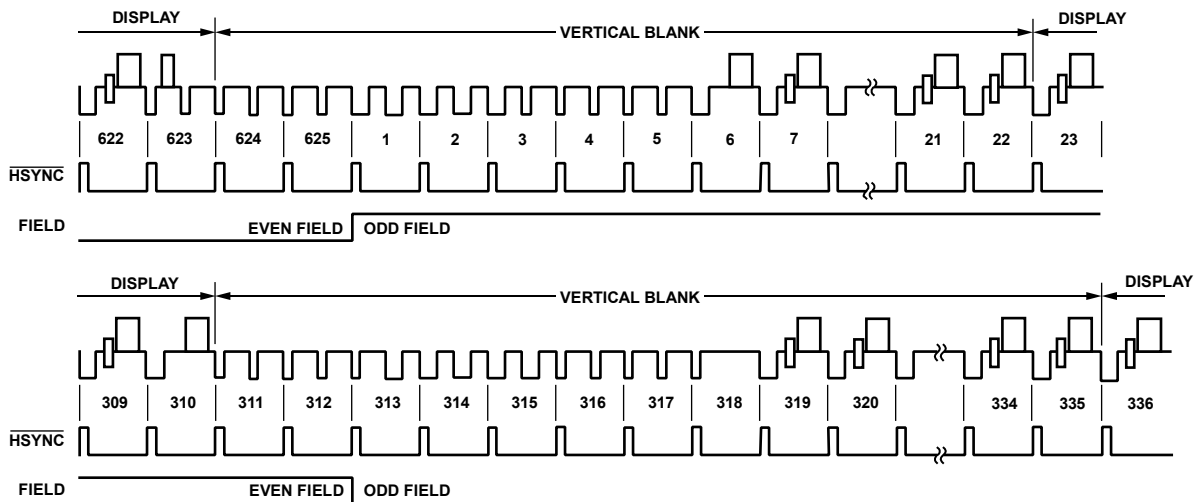 DISPLAY VERTICAL BLANK DISPLAY
622 623 624 625 1 2 3 4 5 6 7 21 22 23
HSYNC
FIELD EVEN FIELD ODD FIELD
DISPLAY VERTICAL BLANK DISPLAY
309 310 311 312 313 314 315 316 317 318 319 320 334 335 336
HSYNC
FIELD EVEN FIELD ODD FIELD